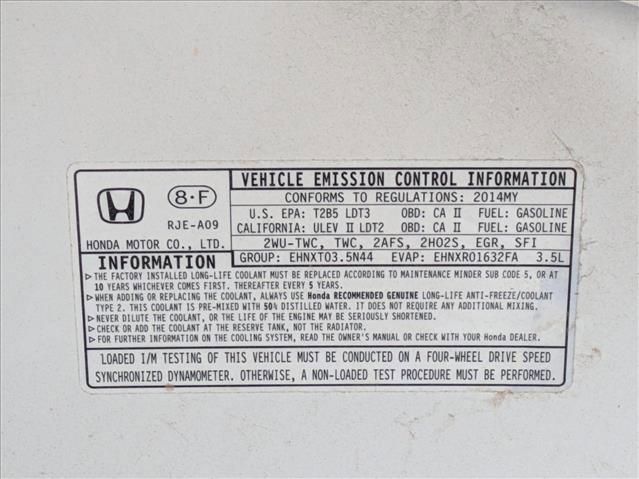 8·F
RJE-A09
HONDA MOTOR CO., LTD.
VEHICLE EMISSION CONTROL INFORMATION
CONFORMS TO REGULATIONS: 2014MY
U.S. EPA: T2B5 LDT3 OBD: CA II FUEL: GASOLINE
CALIFORNIA: ULEV II LDT2 OBD: CA II FUEL: GASOLINE
2WU-TWC, TWC, 2AFS, 2HO2S, EGR, SFI
GROUP: EHNXT03.5N44 EVAP: EHNXR01632FA 3.5L
INFORMATION
▷THE FACTORY INSTALLED LONG-LIFE COOLANT MUST BE REPLACED ACCORDING TO MAINTENANCE MINDER SUB CODE 5, OR AT
10 YEARS WHICHEVER COMES FIRST. THEREAFTER EVERY 5 YEARS.
▷WHEN ADDING OR REPLACING THE COOLANT, ALWAYS USE Honda RECOMMENDED GENUINE LONG-LIFE ANTI-FREEZE/COOLANT
TYPE 2. THIS COOLANT IS PRE-MIXED WITH 50% DISTILLED WATER AND DOES NOT REQUIRE ANY ADDITIONAL MIXING.
▷NEVER DILUTE THE COOLANT, OR THE LIFE OF THE ENGINE MAY BE SERIOUSLY SHORTENED.
▷CHECK OR ADD THE COOLANT AT THE RESERVE TANK, NOT THE RADIATOR.
▷FOR FURTHER INFORMATION ON THE COOLING SYSTEM, READ THE OWNER'S MANUAL OR CHECK WITH YOUR Honda DEALER.
LOADED I/M TESTING OF THIS VEHICLE MUST BE CONDUCTED ON A FOUR-WHEEL DRIVE SPEED
SYNCHRONIZED DYNAMOMETER. OTHERWISE, A NON-LOADED TEST PROCEDURE MUST BE PERFORMED.